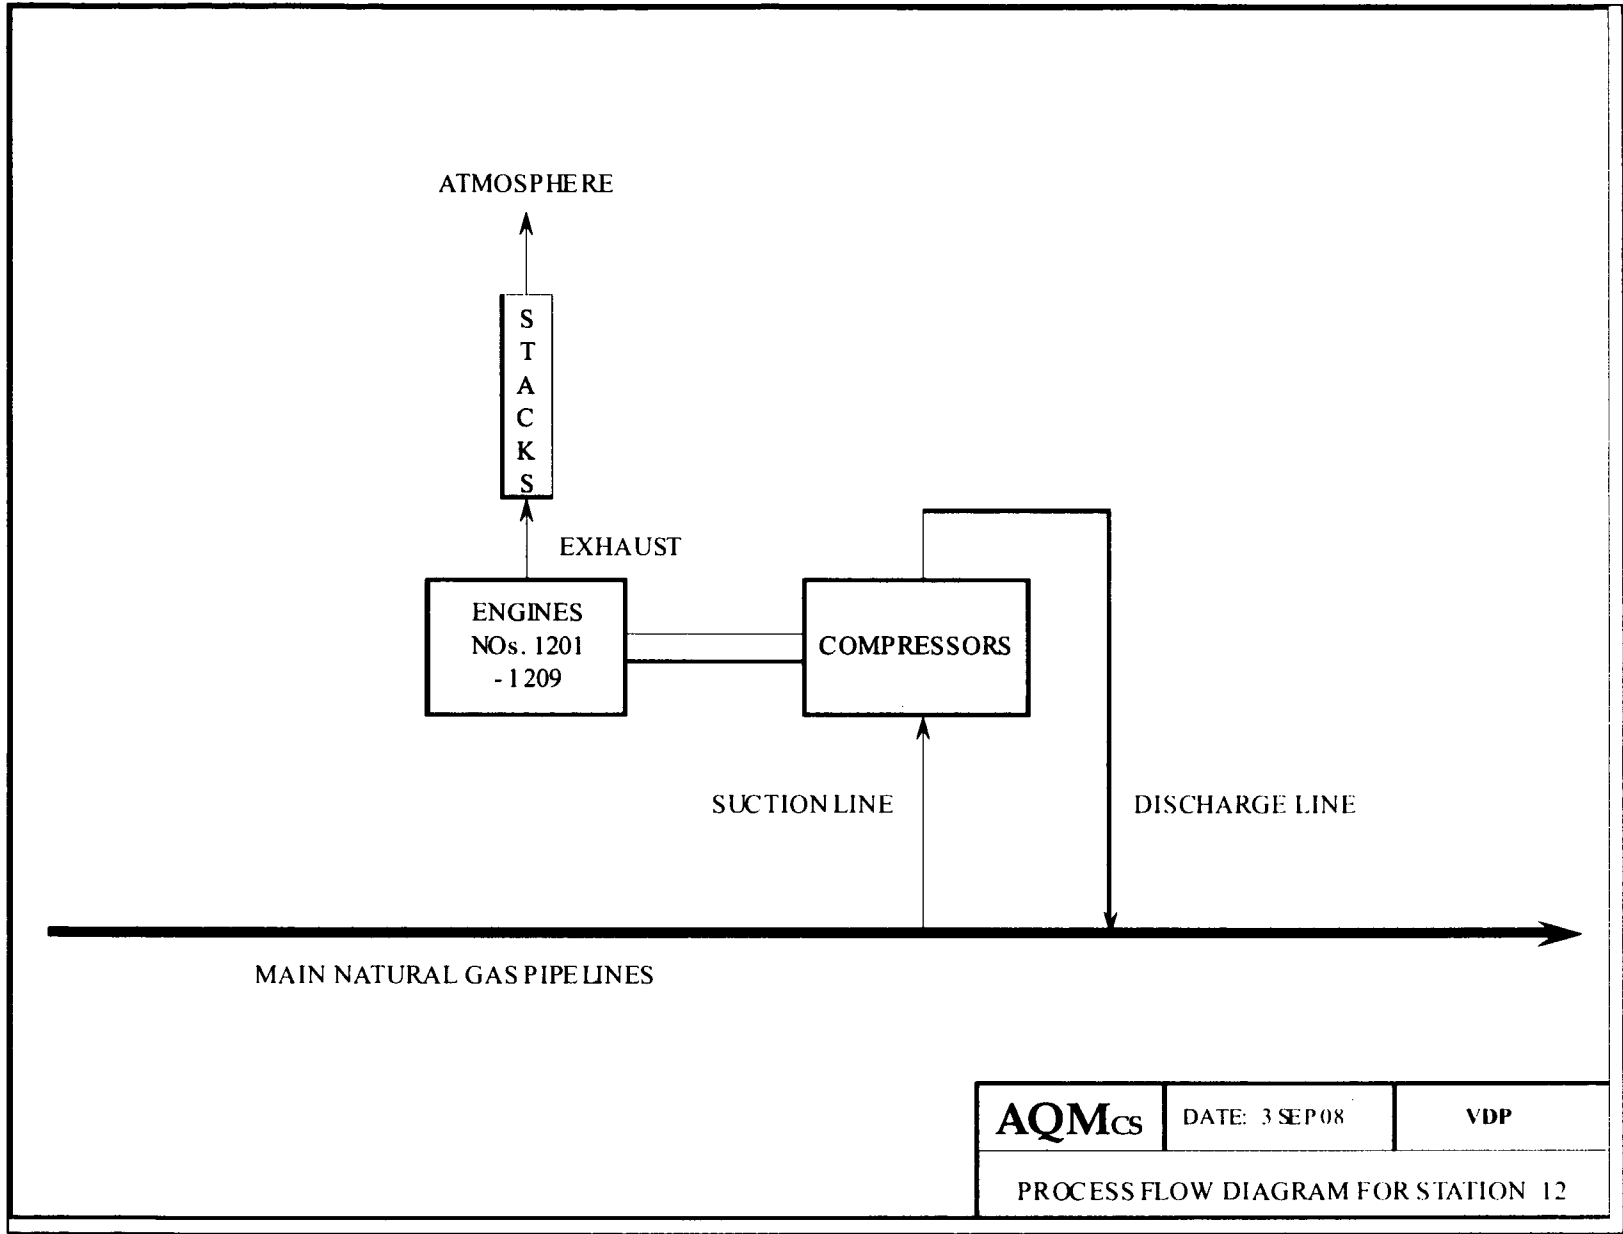 ATMOSPHERE
STACKS
EXHAUST
ENGINES
NOs. 1201
- 1209
COMPRESSORS
SUCTION LINE
DISCHARGE LINE
MAIN NATURAL GAS PIPELINES
AQMcs
DATE: 3 SEP 08
VDP
PROCESS FLOW DIAGRAM FOR STATION 12